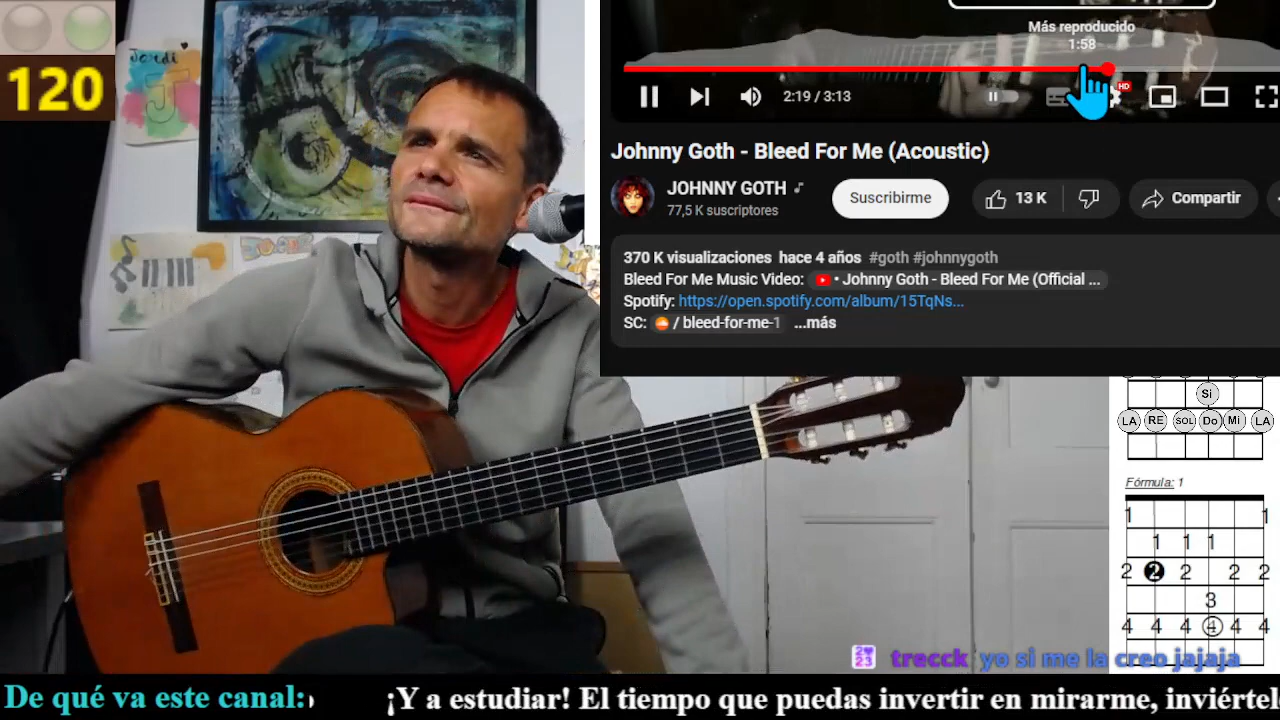 120
Jordi
J
Más reproducido
1:58
2:19 / 3:13
HD
Johnny Goth - Bleed For Me (Acoustic)
JOHNNY GOTH
77,5 K suscriptores
Suscribirme
13 K
Compartir
370 K visualizaciones hace 4 años #goth #johnnygoth
Bleed For Me Music Video: • Johnny Goth - Bleed For Me (Official ...
Spotify: https://open.spotify.com/album/15TqNs...
SC: / bleed-for-me-1 ...más
Si
LA RE SOL Do MI LA
Fórmula: 1
1 1
1 1 1
2 2 2 2 2
3
4 4 4 4 4 4
trecck yo si me la creo jajaja
De qué va este canal: ¡Y a estudiar! El tiempo que puedas invertir en mirarme, inviértel